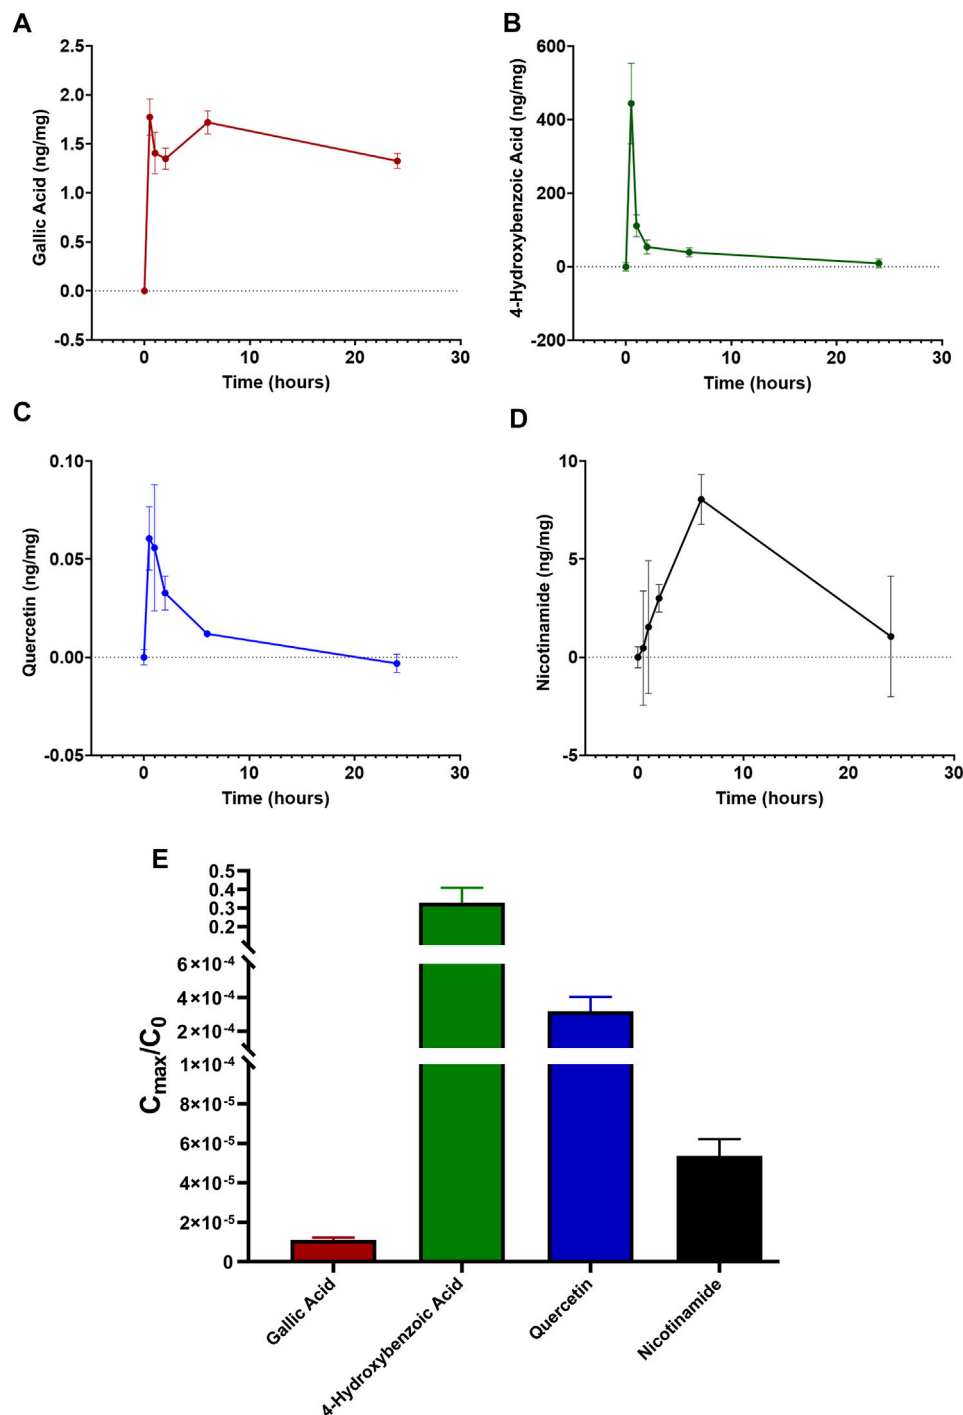 A
Gallic Acid (ng/mg)
2.5
2.0
1.5
1.0
0.5
0.0
-0.5
0 10 20 30
Time (hours)
B
4-Hydroxybenzoic Acid (ng/mg)
600
400
200
0
-200
0 10 20 30
Time (hours)
C
Quercetin (ng/mg)
0.10
0.05
0.00
-0.05
0 10 20 30
Time (hours)
D
Nicotinamide (ng/mg)
10
5
0
-5
0 10 20 30
Time (hours)
E
Cmax/C0
0.5
0.4
0.3
0.2
6×10⁻⁴
4×10⁻⁴
2×10⁻⁴
1×10⁻⁴
8×10⁻⁵
6×10⁻⁵
4×10⁻⁵
2×10⁻⁵
0
Gallic Acid
4-Hydroxybenzoic Acid
Quercetin
Nicotinamide